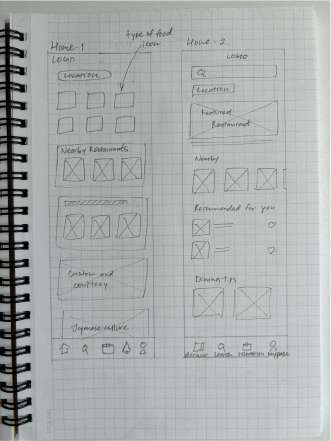 Home-1
type of food
icon
LOGO
Location
Nearby Restaurants
Custom and
courtesy
Japanese culture
Home-2.
LOGO
Location
Featured
Restaurant
Nearby
Recommended for you
Dining tips
discover search reservation mypage